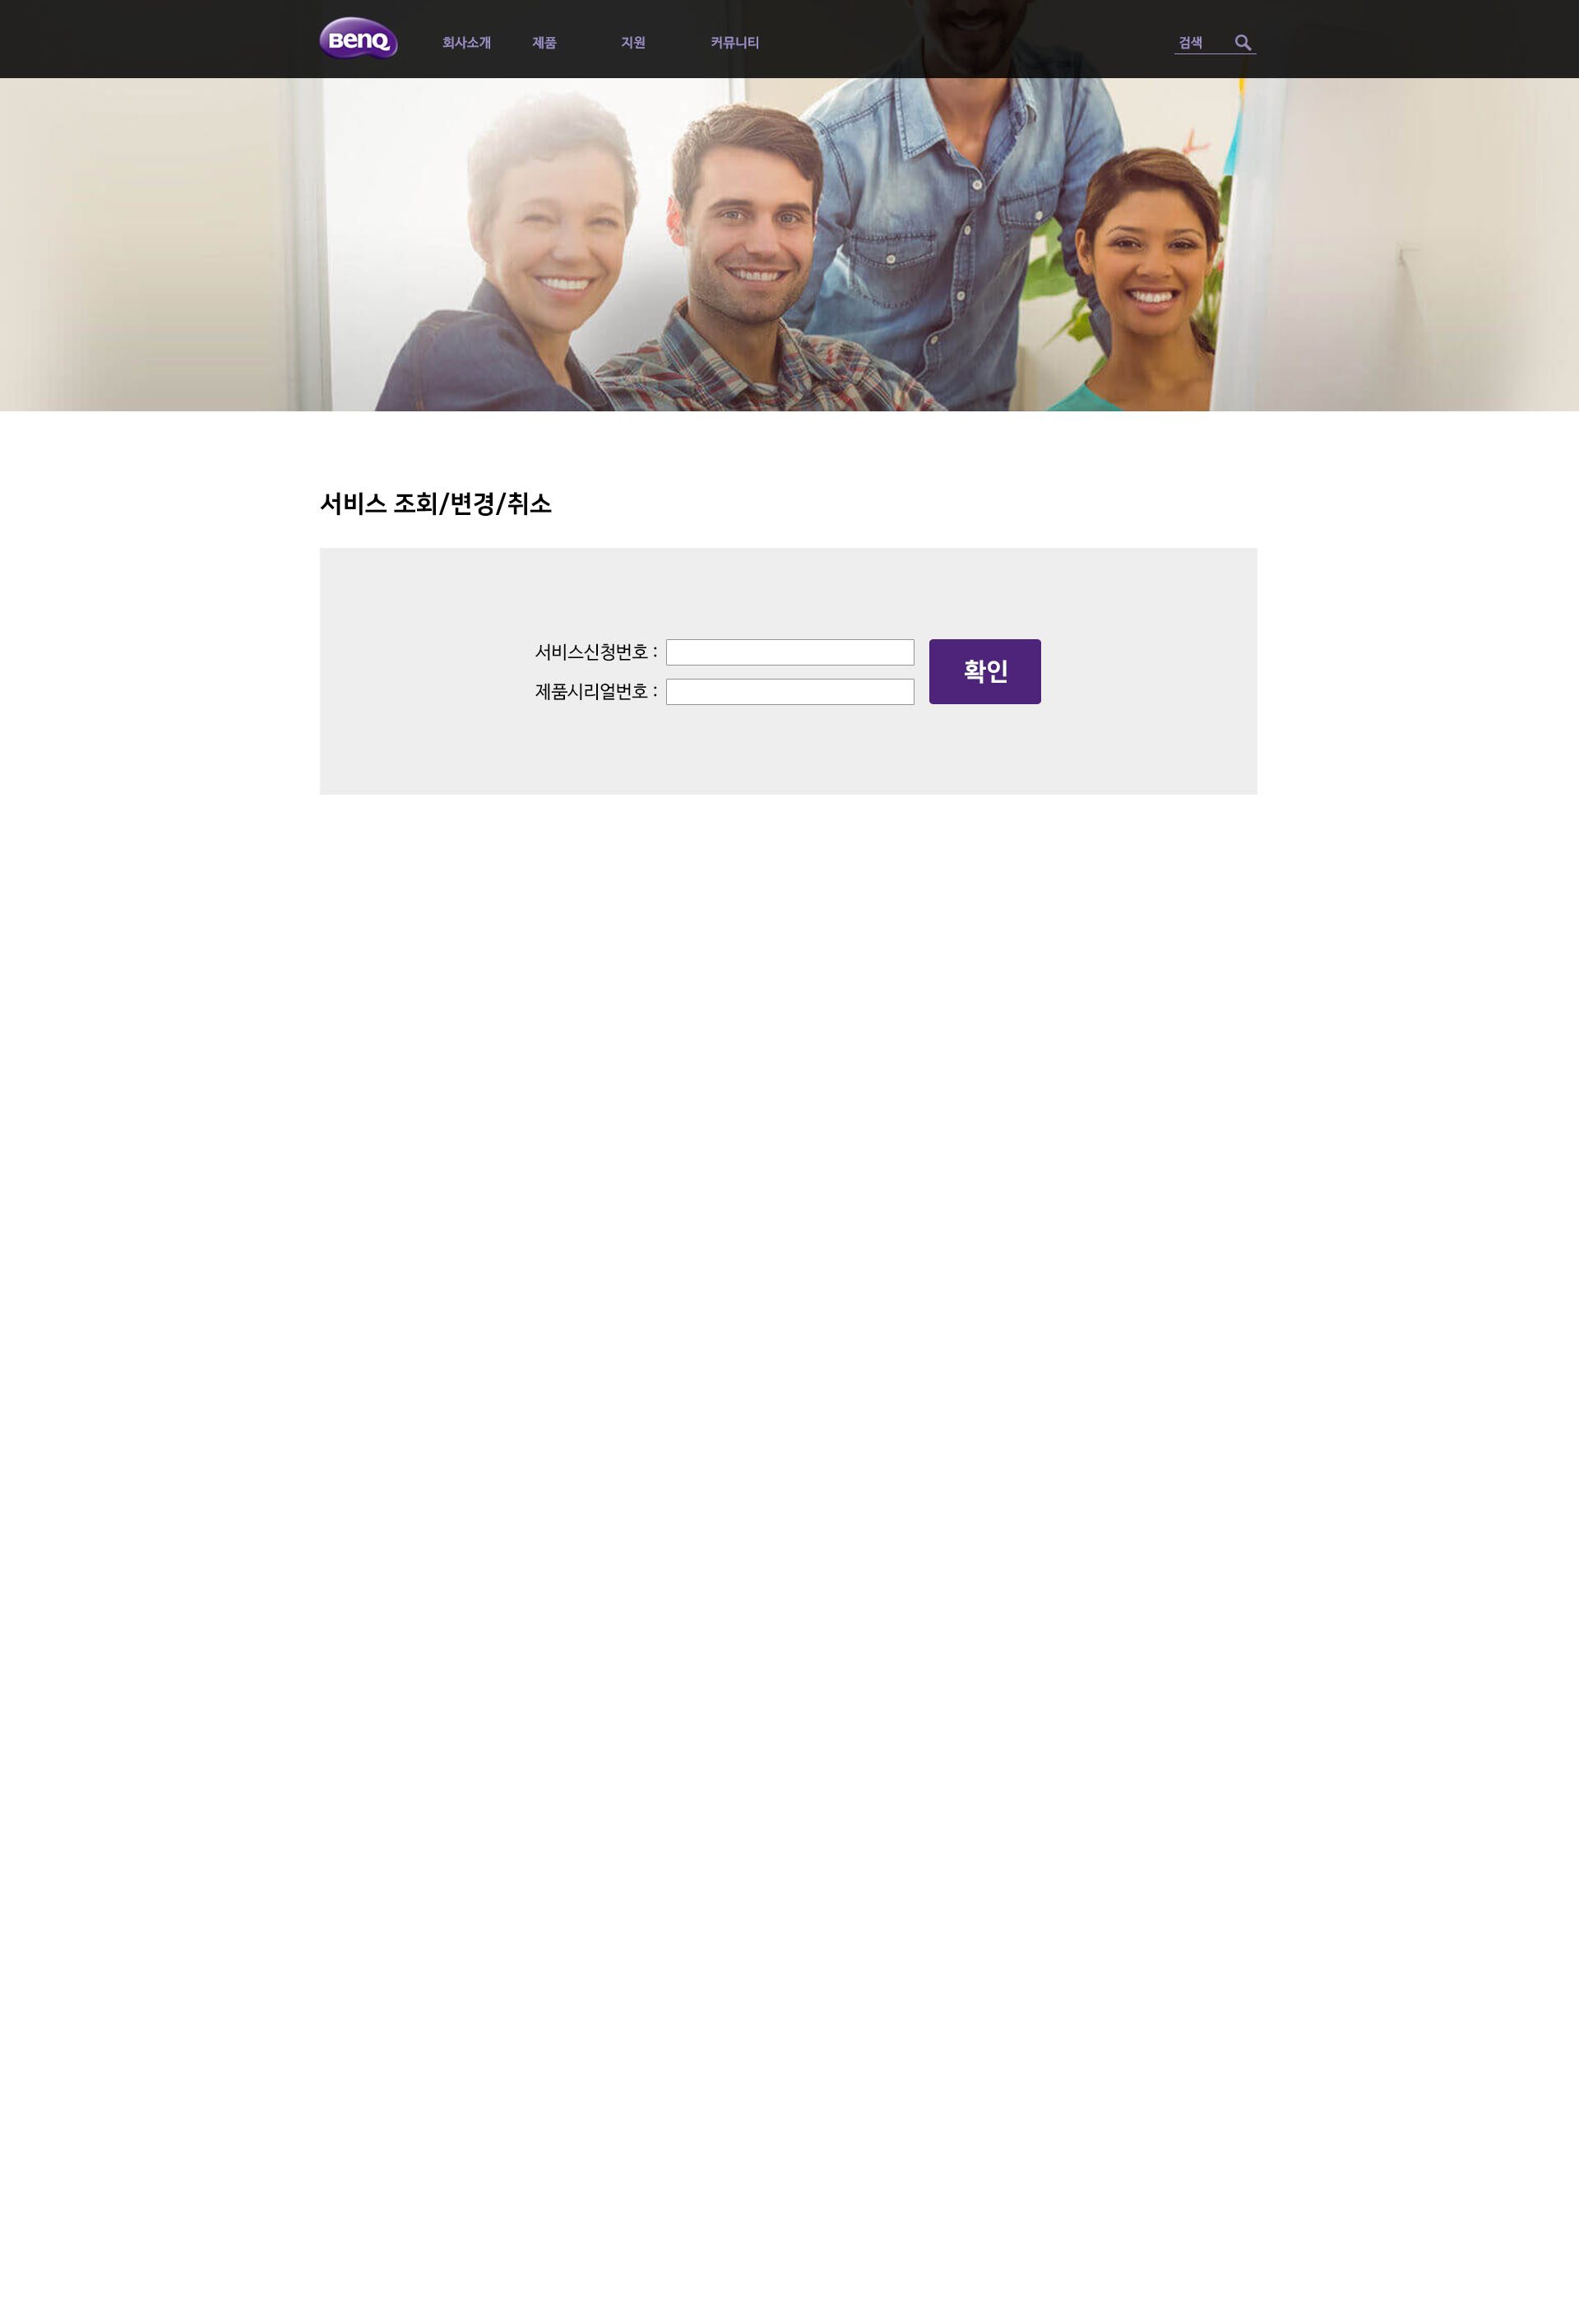 BenQ
회사소개
제품
지원
커뮤니티
검색
서비스 조회/변경/취소
서비스신청번호 :
제품시리얼번호 :
확인